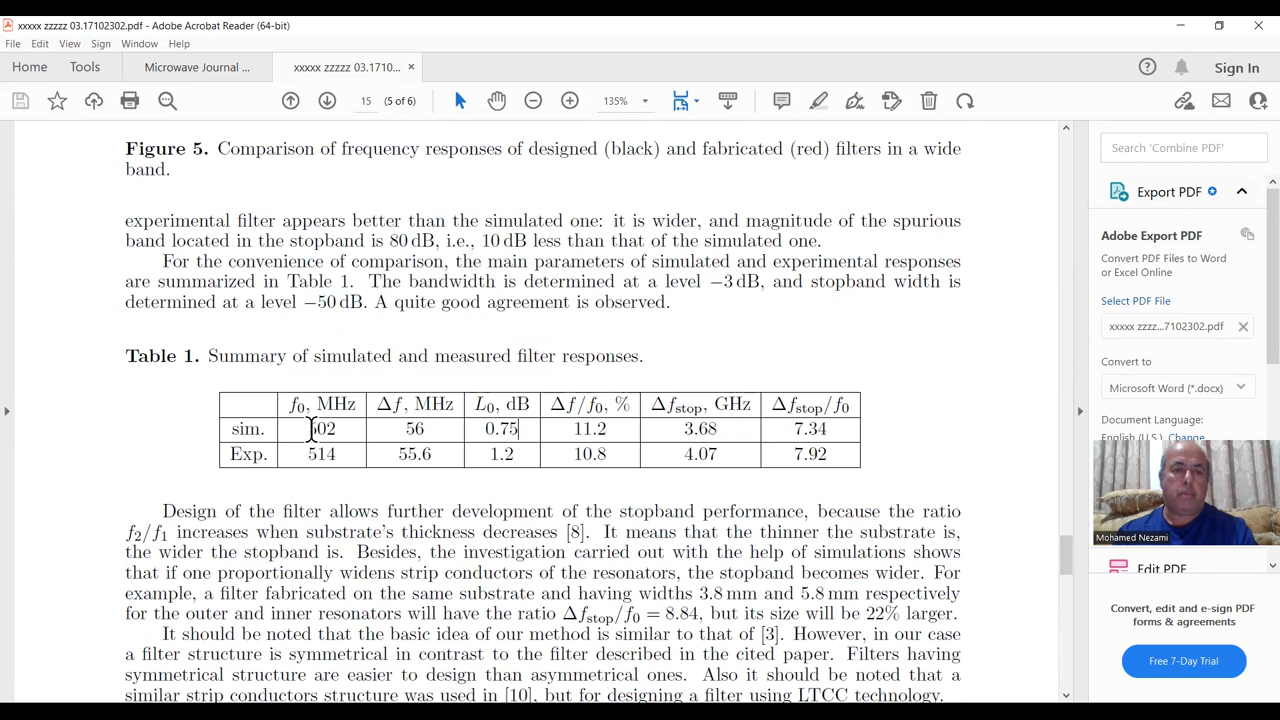 xxxxx zzzzz 03.17102302.pdf - Adobe Acrobat Reader (64-bit)
File Edit View Sign Window Help
Home Tools Microwave Journal ... xxxxx zzzzz 03.1710... × Sign In
15 (5 of 6) 135%
Figure 5. Comparison of frequency responses of designed (black) and fabricated (red) filters in a wide
band.
experimental filter appears better than the simulated one: it is wider, and magnitude of the spurious
band located in the stopband is 80 dB, i.e., 10 dB less than that of the simulated one.
For the convenience of comparison, the main parameters of simulated and experimental responses
are summarized in Table 1. The bandwidth is determined at a level −3 dB, and stopband width is
determined at a level −50 dB. A quite good agreement is observed.
Table 1. Summary of simulated and measured filter responses.
f0, MHz Δf, MHz L0, dB Δf/f0, % Δfstop, GHz Δfstop/f0
sim. 502 56 0.75 11.2 3.68 7.34
Exp. 514 55.6 1.2 10.8 4.07 7.92
Design of the filter allows further development of the stopband performance, because the ratio
f2/f1 increases when substrate's thickness decreases [8]. It means that the thinner the substrate is,
the wider the stopband is. Besides, the investigation carried out with the help of simulations shows
that if one proportionally widens strip conductors of the resonators, the stopband becomes wider. For
example, a filter fabricated on the same substrate and having widths 3.8 mm and 5.8 mm respectively
for the outer and inner resonators will have the ratio Δfstop/f0 = 8.84, but its size will be 22% larger.
It should be noted that the basic idea of our method is similar to that of [3]. However, in our case
a filter structure is symmetrical in contrast to the filter described in the cited paper. Filters having
symmetrical structure are easier to design than asymmetrical ones. Also it should be noted that a
similar strip conductors structure was used in [10], but for designing a filter using LTCC technology.
Search 'Combine PDF'
Export PDF
Adobe Export PDF
Convert PDF Files to Word
or Excel Online
Select PDF File
xxxxx zzzz...7102302.pdf
Convert to
Microsoft Word (*.docx)
Document Language:
English (U.S.) Change
Mohamed Nezami
Edit PDF
Convert, edit and e-sign PDF
forms & agreements
Free 7-Day Trial